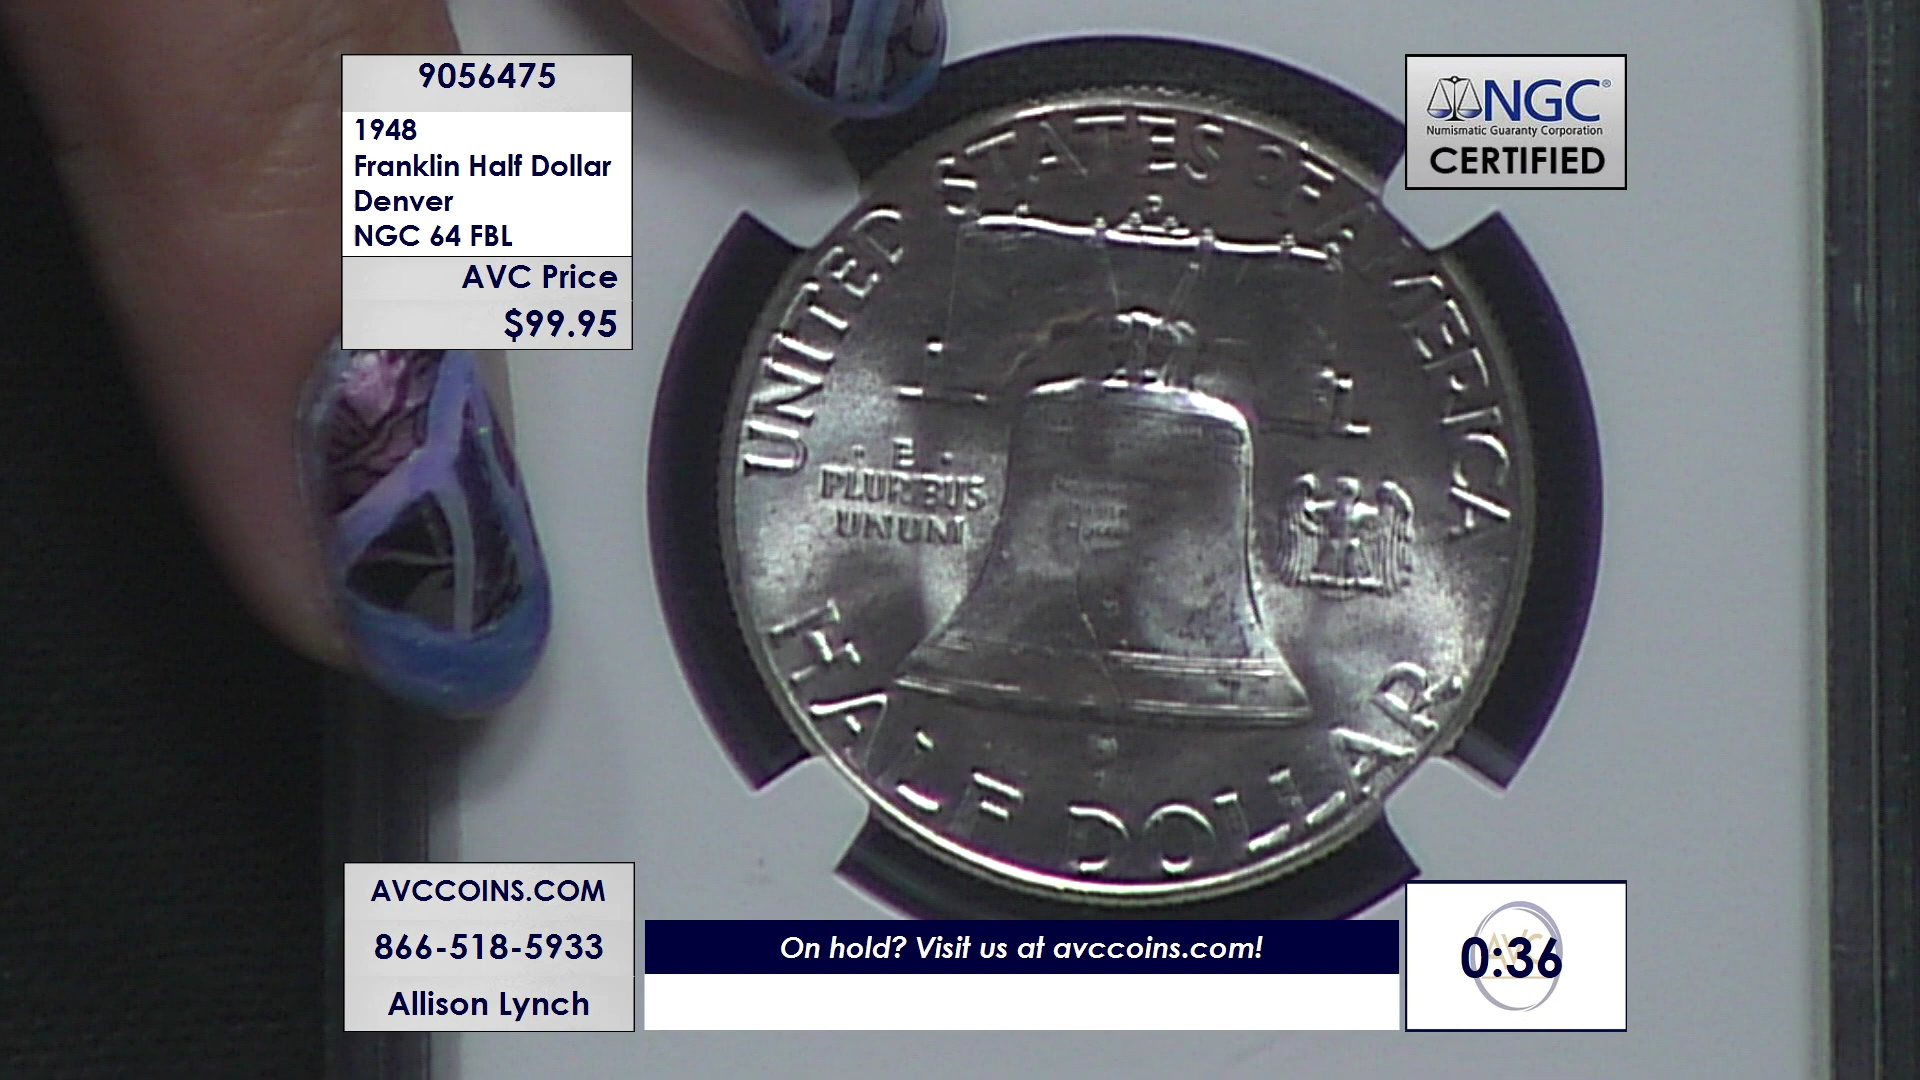 9056475
1948
Franklin Half Dollar
Denver
NGC 64 FBL
AVC Price
$99.95
NGC®
Numismatic Guaranty Corporation
CERTIFIED
UNITED STATES OF AMERICA
· E ·
PLURIBUS
UNUM
HALF DOLLAR
AVCCOINS.COM
866-518-5933
Allison Lynch
On hold? Visit us at avccoins.com!
AVC
0:36